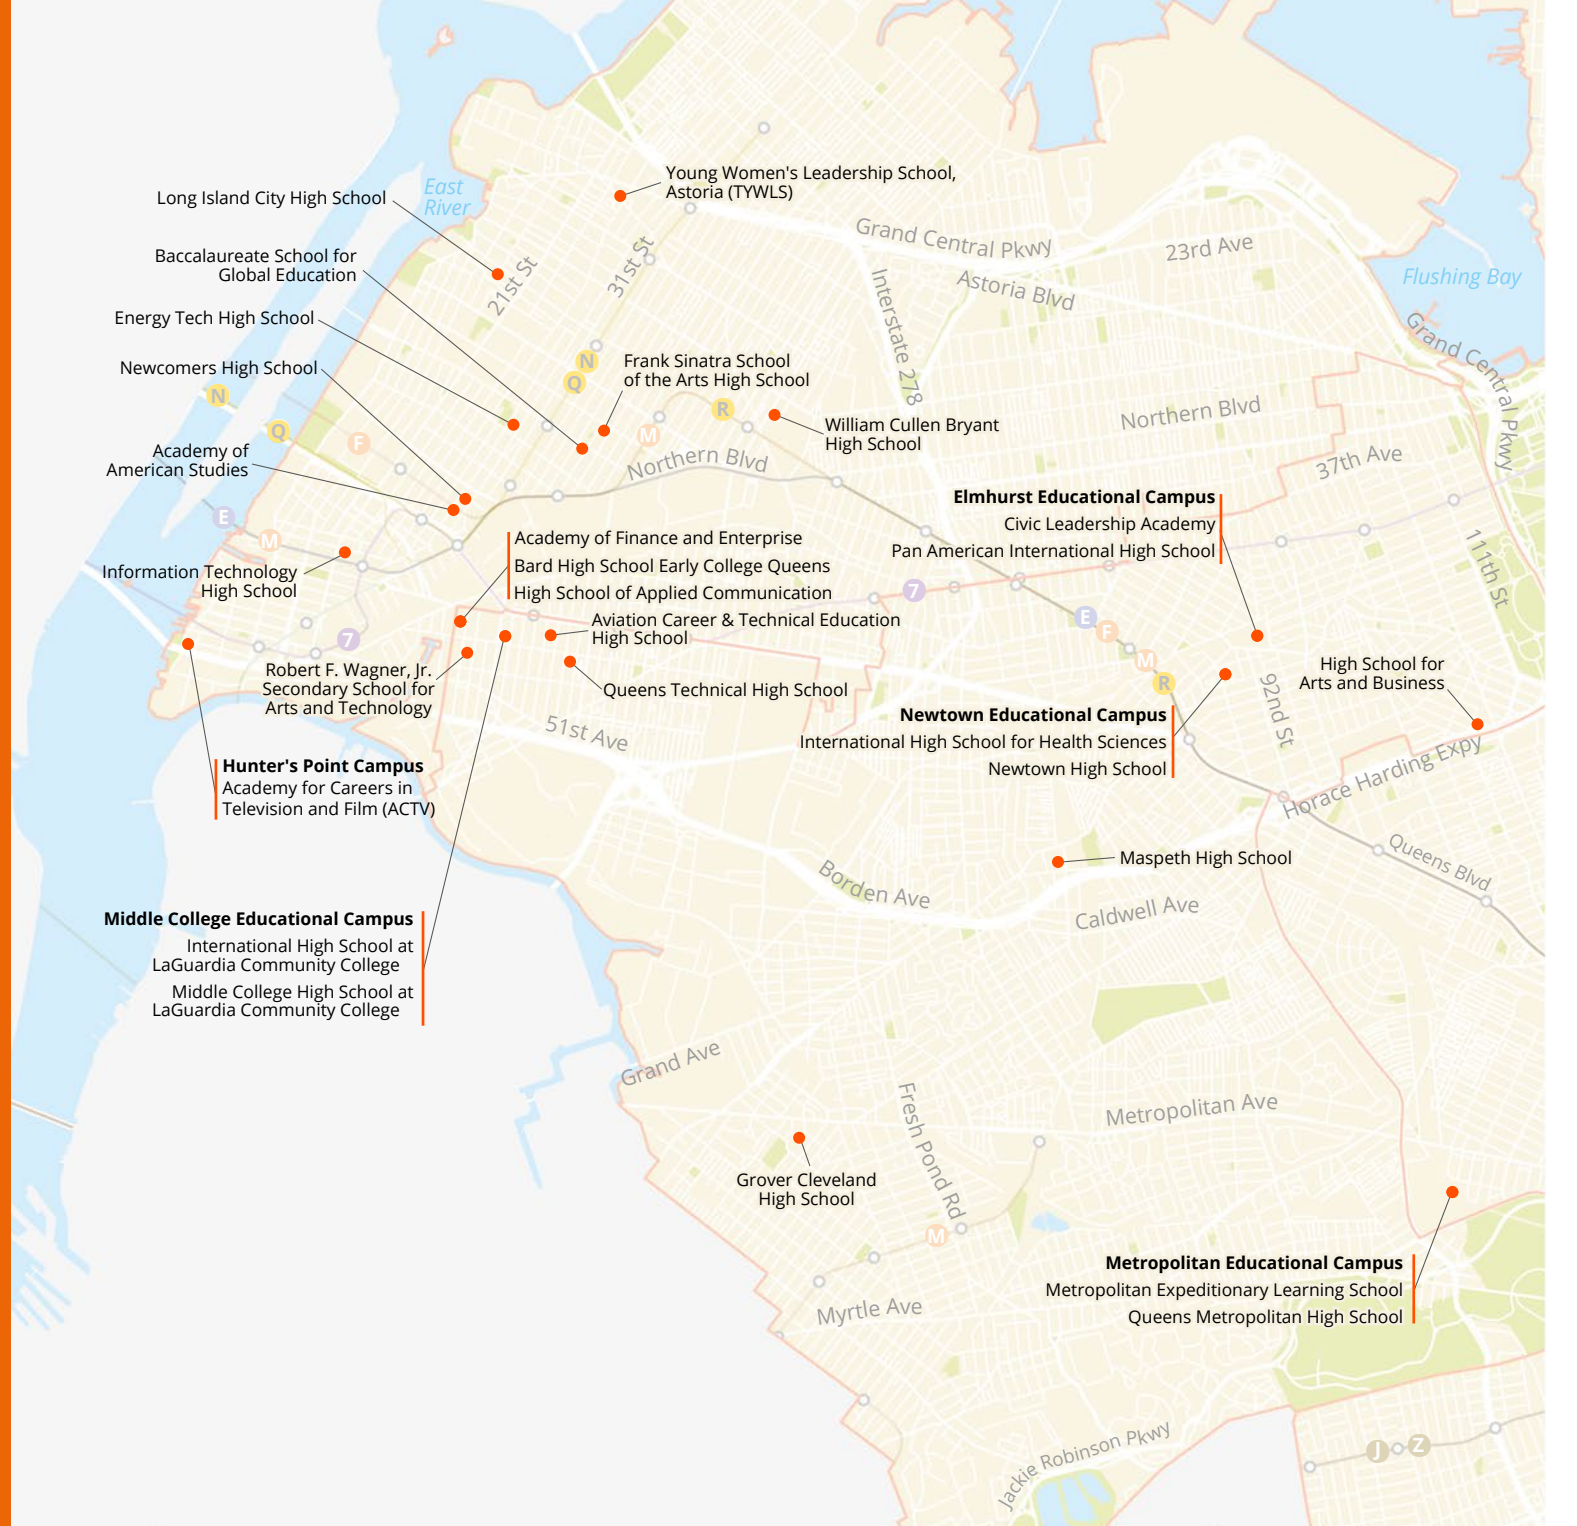 Young Women's Leadership School,
Astoria (TYWLS)
East
River
Long Island City High School
Grand Central Pkwy
23rd Ave
31st St
21st St
Baccalaureate School for
Global Education
Interstate 278
Astoria Blvd
Flushing Bay
Energy Tech High School
Grand Central Pkwy
Newcomers High School
N
Q
Frank Sinatra School
of the Arts High School
N
Q
R
F
M
William Cullen Bryant
High School
Northern Blvd
Academy of
American Studies
Northern Blvd
37th Ave
Elmhurst Educational Campus
Civic Leadership Academy
Pan American International High School
E
M
Academy of Finance and Enterprise
Bard High School Early College Queens
High School of Applied Communication
111th St
Information Technology
High School
7
7
E
F
M
R
Aviation Career & Technical Education
High School
Robert F. Wagner, Jr.
Secondary School for
Arts and Technology
Queens Technical High School
High School for
Arts and Business
92nd St
51st Ave
Newtown Educational Campus
International High School for Health Sciences
Newtown High School
Horace Harding Expy
Hunter's Point Campus
Academy for Careers in
Television and Film (ACTV)
Maspeth High School
Queens Blvd
Borden Ave
Caldwell Ave
Middle College Educational Campus
International High School at
LaGuardia Community College
Middle College High School at
LaGuardia Community College
Grand Ave
Fresh Pond Rd
Metropolitan Ave
Grover Cleveland
High School
M
Metropolitan Educational Campus
Metropolitan Expeditionary Learning School
Queens Metropolitan High School
Myrtle Ave
Jackie Robinson Pkwy
J
Z